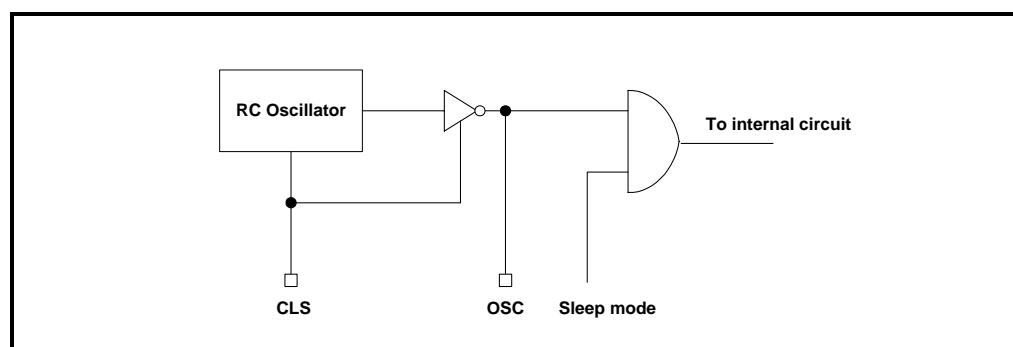 RC Oscillator
To internal circuit
CLS
OSC
Sleep mode